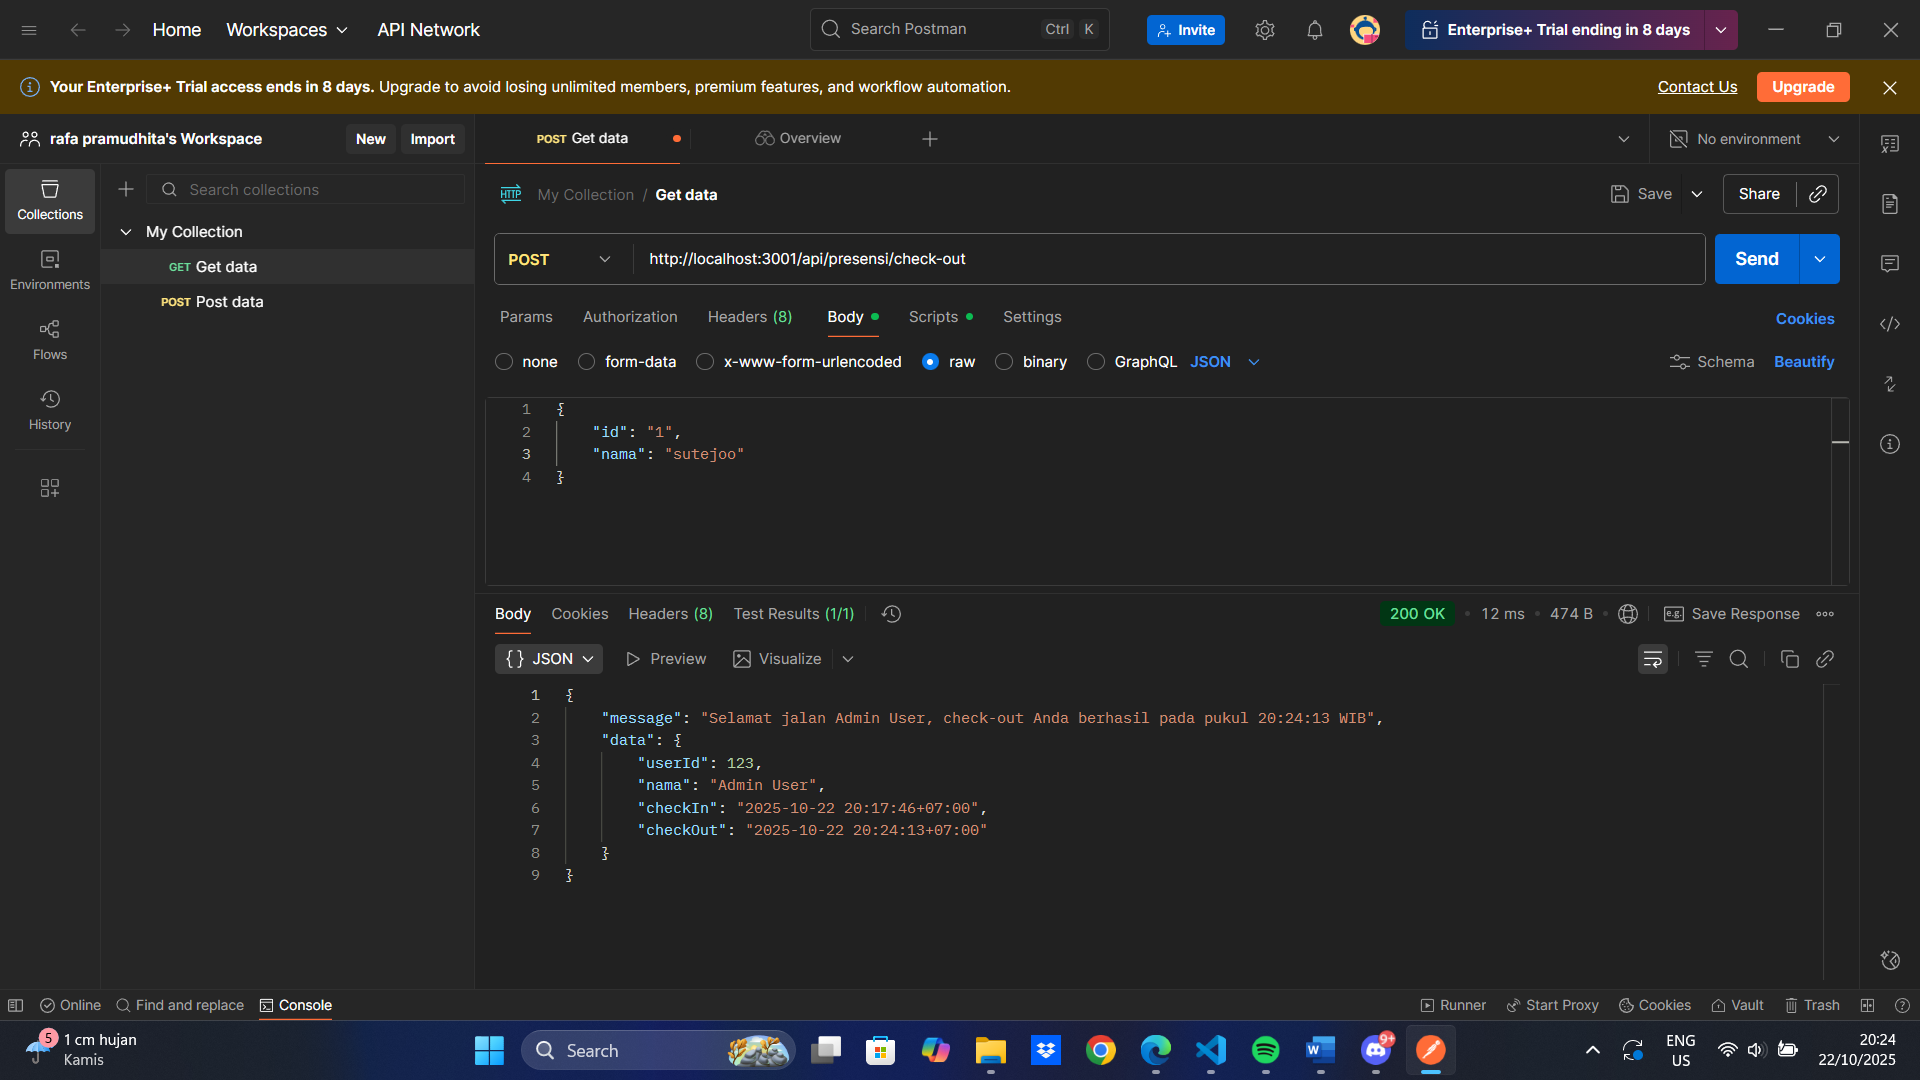 Home
Workspaces
API Network
Search Postman
Ctrl K
Invite
Enterprise+ Trial ending in 8 days
Your Enterprise+ Trial access ends in 8 days. Upgrade to avoid losing unlimited members, premium features, and workflow automation.
Contact Us
Upgrade
rafa pramudhita's Workspace
New
Import
POST Get data
Overview
No environment
Collections
Environments
Flows
History
Search collections
My Collection
GET Get data
POST Post data
HTTP
My Collection / Get data
Save
Share
POST
http://localhost:3001/api/presensi/check-out
Send
Params
Authorization
Headers (8)
Body
Scripts
Settings
Cookies
none
form-data
x-www-form-urlencoded
raw
binary
GraphQL
JSON
Schema
Beautify
1 {
2 "id": "1",
3 "nama": "sutejoo"
4 }
Body
Cookies
Headers (8)
Test Results (1/1)
200 OK
12 ms
474 B
e.g.
Save Response
{} JSON
Preview
Visualize
1 {
2 "message": "Selamat jalan Admin User, check-out Anda berhasil pada pukul 20:24:13 WIB",
3 "data": {
4 "userId": 123,
5 "nama": "Admin User",
6 "checkIn": "2025-10-22 20:17:46+07:00",
7 "checkOut": "2025-10-22 20:24:13+07:00"
8 }
9 }
Online
Find and replace
Console
Runner
Start Proxy
Cookies
Vault
Trash
5
1 cm hujan
Kamis
Search
W
9+
ENG
US
20:24
22/10/2025